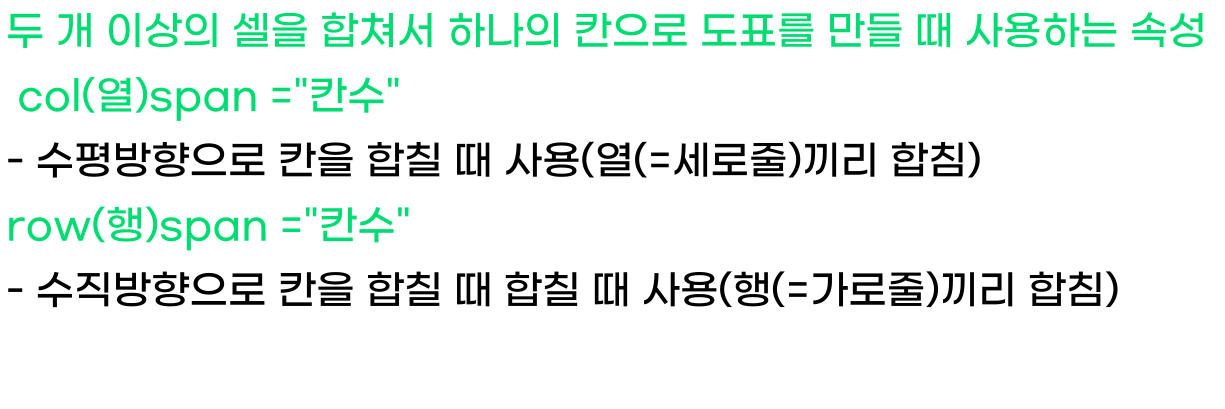 두 개 이상의 셀을 합쳐서 하나의 칸으로 도표를 만들 때 사용하는 속성
col(열)span ="칸수"
- 수평방향으로 칸을 합칠 때 사용(열(=세로줄)끼리 합침)
row(행)span ="칸수"
- 수직방향으로 칸을 합칠 때 합칠 때 사용(행(=가로줄)끼리 합침)